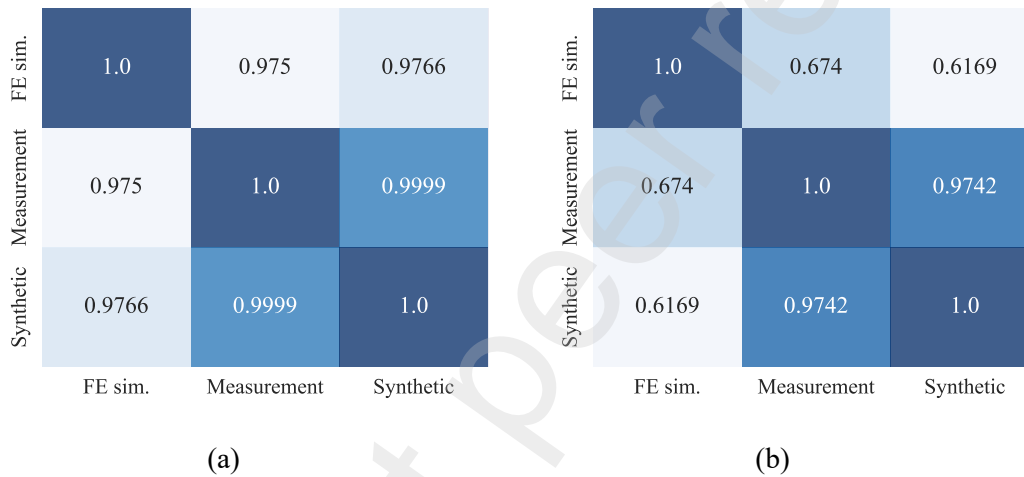 FE sim.
1.0 0.975 0.9766
Measurement
0.975 1.0 0.9999
Synthetic
0.9766 0.9999 1.0
FE sim. Measurement Synthetic
(a)
FE sim.
1.0 0.674 0.6169
Measurement
0.674 1.0 0.9742
Synthetic
0.6169 0.9742 1.0
FE sim. Measurement Synthetic
(b)
t peer re